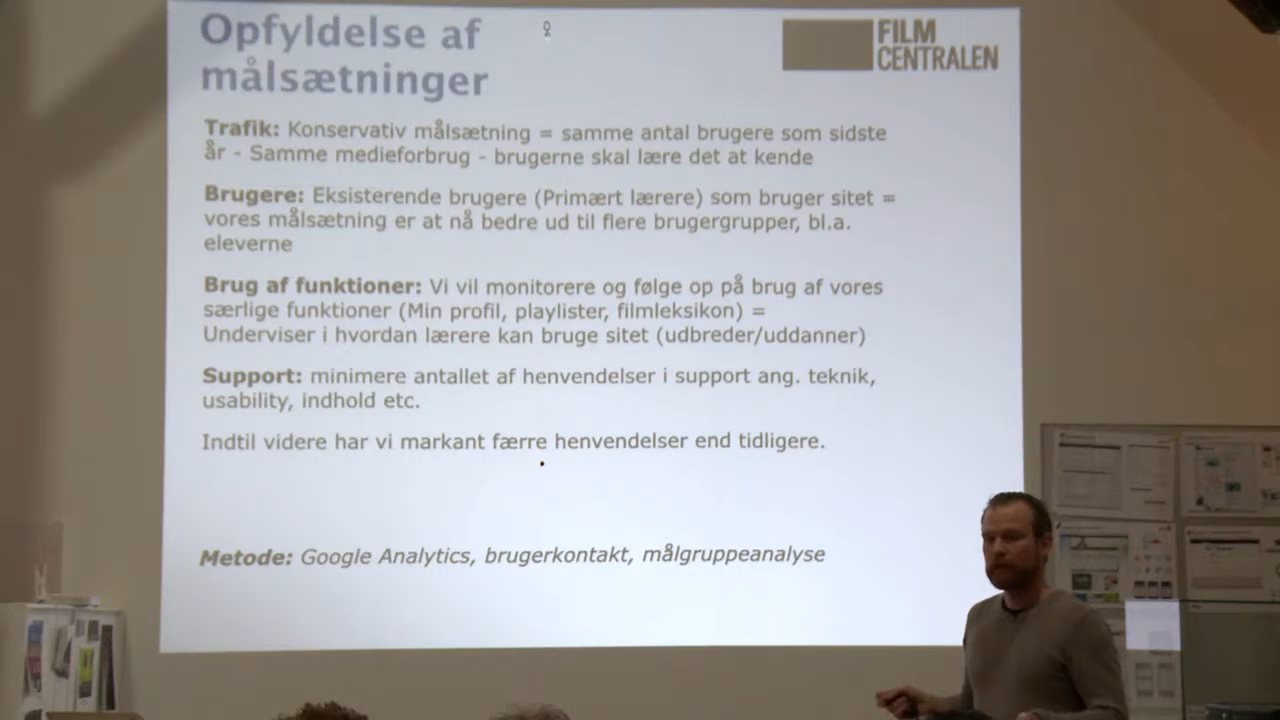 Opfyldelse af
målsætninger
FILM
CENTRALEN
Trafik: Konservativ målsætning = samme antal brugere som sidste
år - Samme medieforbrug - brugerne skal lære det at kende
Brugere: Eksisterende brugere (Primært lærere) som bruger sitet =
vores målsætning er at nå bedre ud til flere brugergrupper, bl.a.
eleverne
Brug af funktioner: Vi vil monitorere og følge op på brug af vores
særlige funktioner (Min profil, playlister, filmleksikon) =
Underviser i hvordan lærere kan bruge sitet (udbreder/uddanner)
Support: minimere antallet af henvendelser i support ang. teknik,
usability, indhold etc.
Indtil videre har vi markant færre henvendelser end tidligere.
Metode: Google Analytics, brugerkontakt, målgruppeanalyse